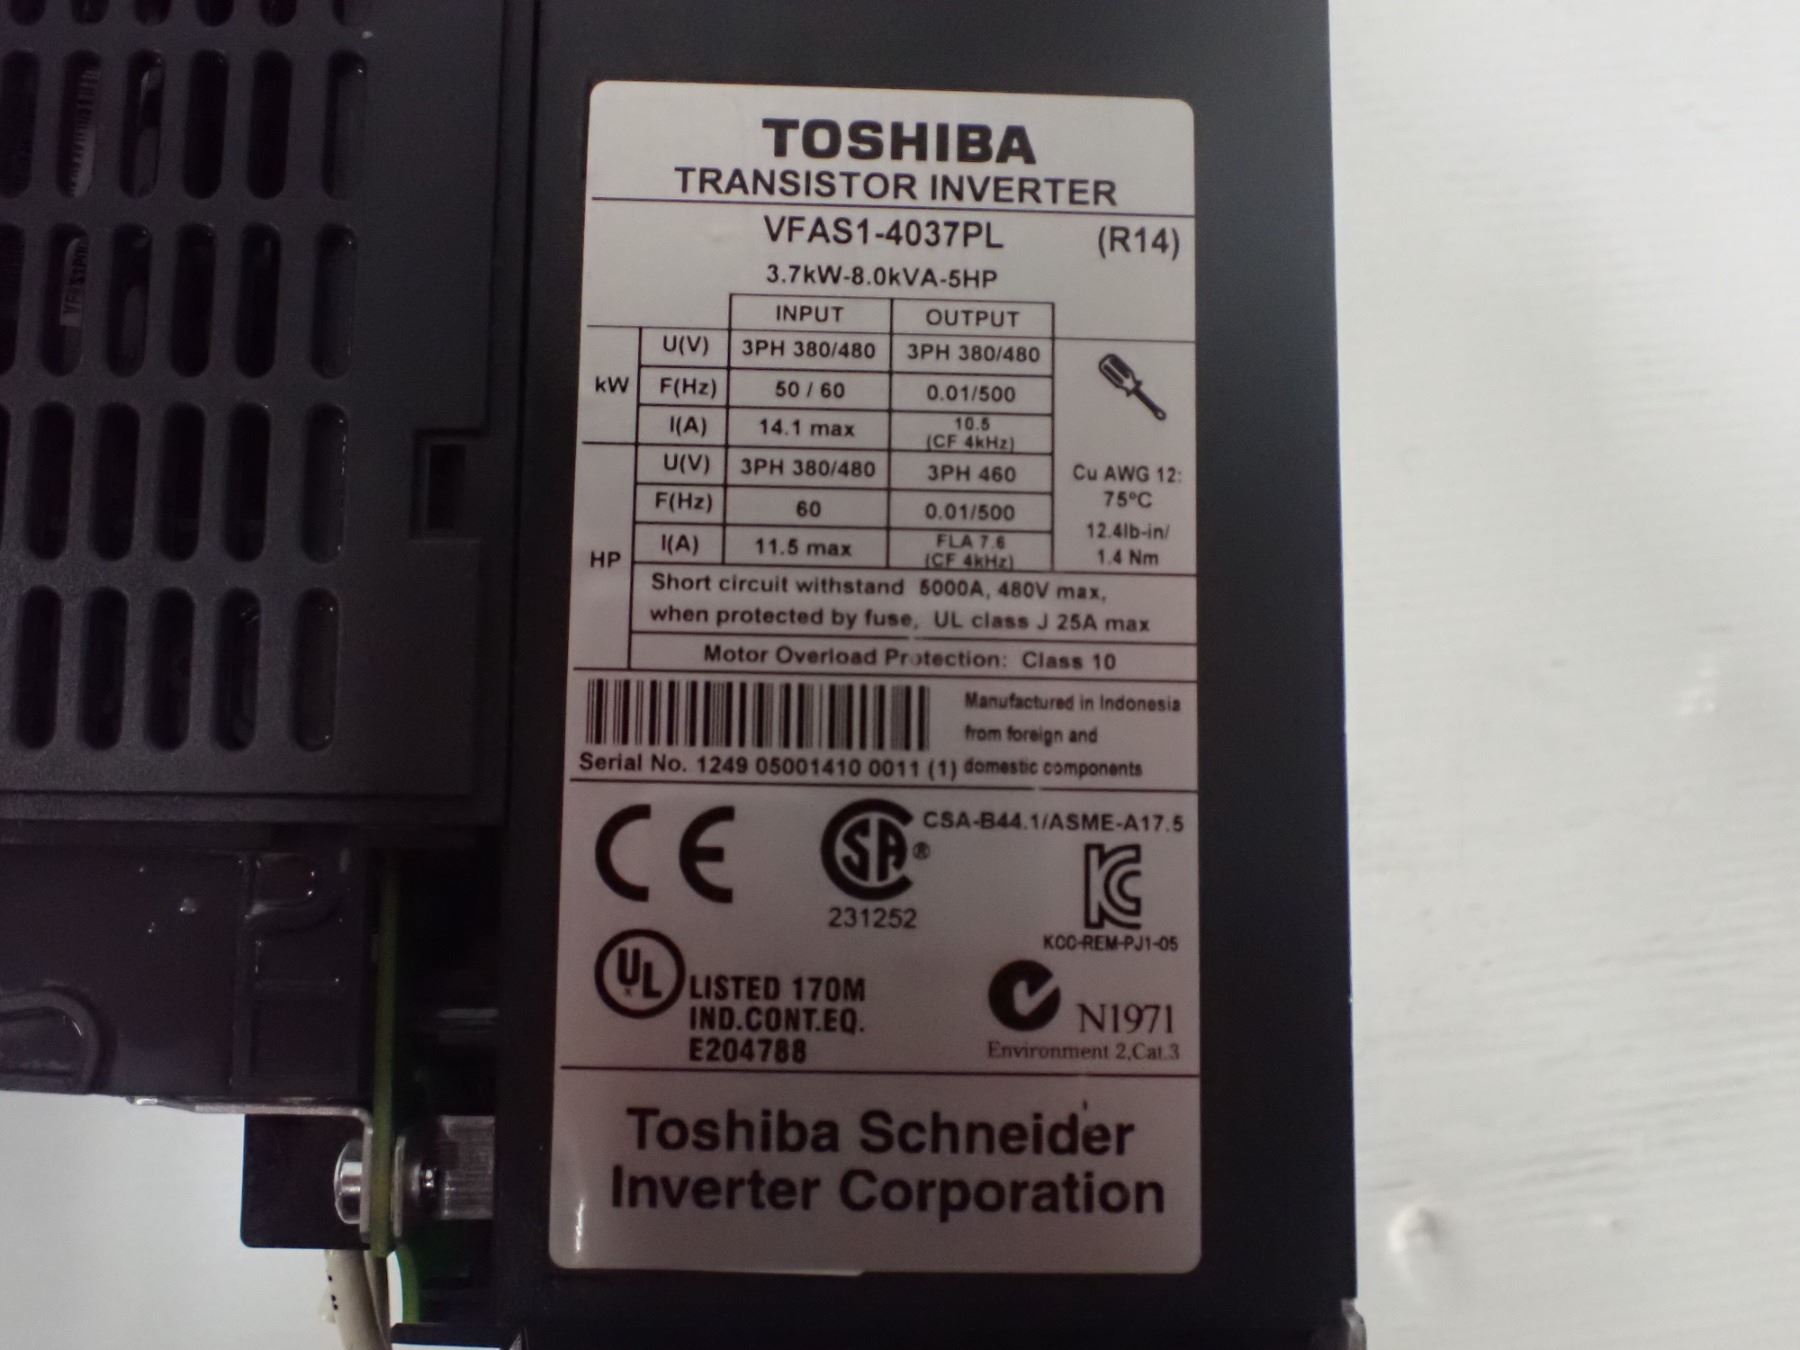 TOSHIBA
TRANSISTOR INVERTER
VFAS1-4037PL (R14)
3.7kW-8.0kVA-5HP
INPUT OUTPUT
kW
U(V) 3PH 380/480 3PH 380/480
F(Hz) 50 / 60 0.01/500
I(A) 14.1 max 10.5
(CF 4kHz)
HP
U(V) 3PH 380/480 3PH 460
F(Hz) 60 0.01/500
I(A) 11.5 max FLA 7.6
(CF 4kHz)
Cu AWG 12:
75°C
12.4lb-in/
1.4 Nm
Short circuit withstand 5000A, 480V max,
when protected by fuse, UL class J 25A max
Motor Overload Protection: Class 10
Manufactured in Indonesia
from foreign and
domestic components
Serial No. 1249 05001410 0011 (1)
CE
SA ®
231252
CSA-B44.1/ASME-A17.5
KC
KCC-REM-PJ1-05
UL
LISTED 170M
IND.CONT.EQ.
E204788
N1971
Environment 2,Cat.3
Toshiba Schneider
Inverter Corporation